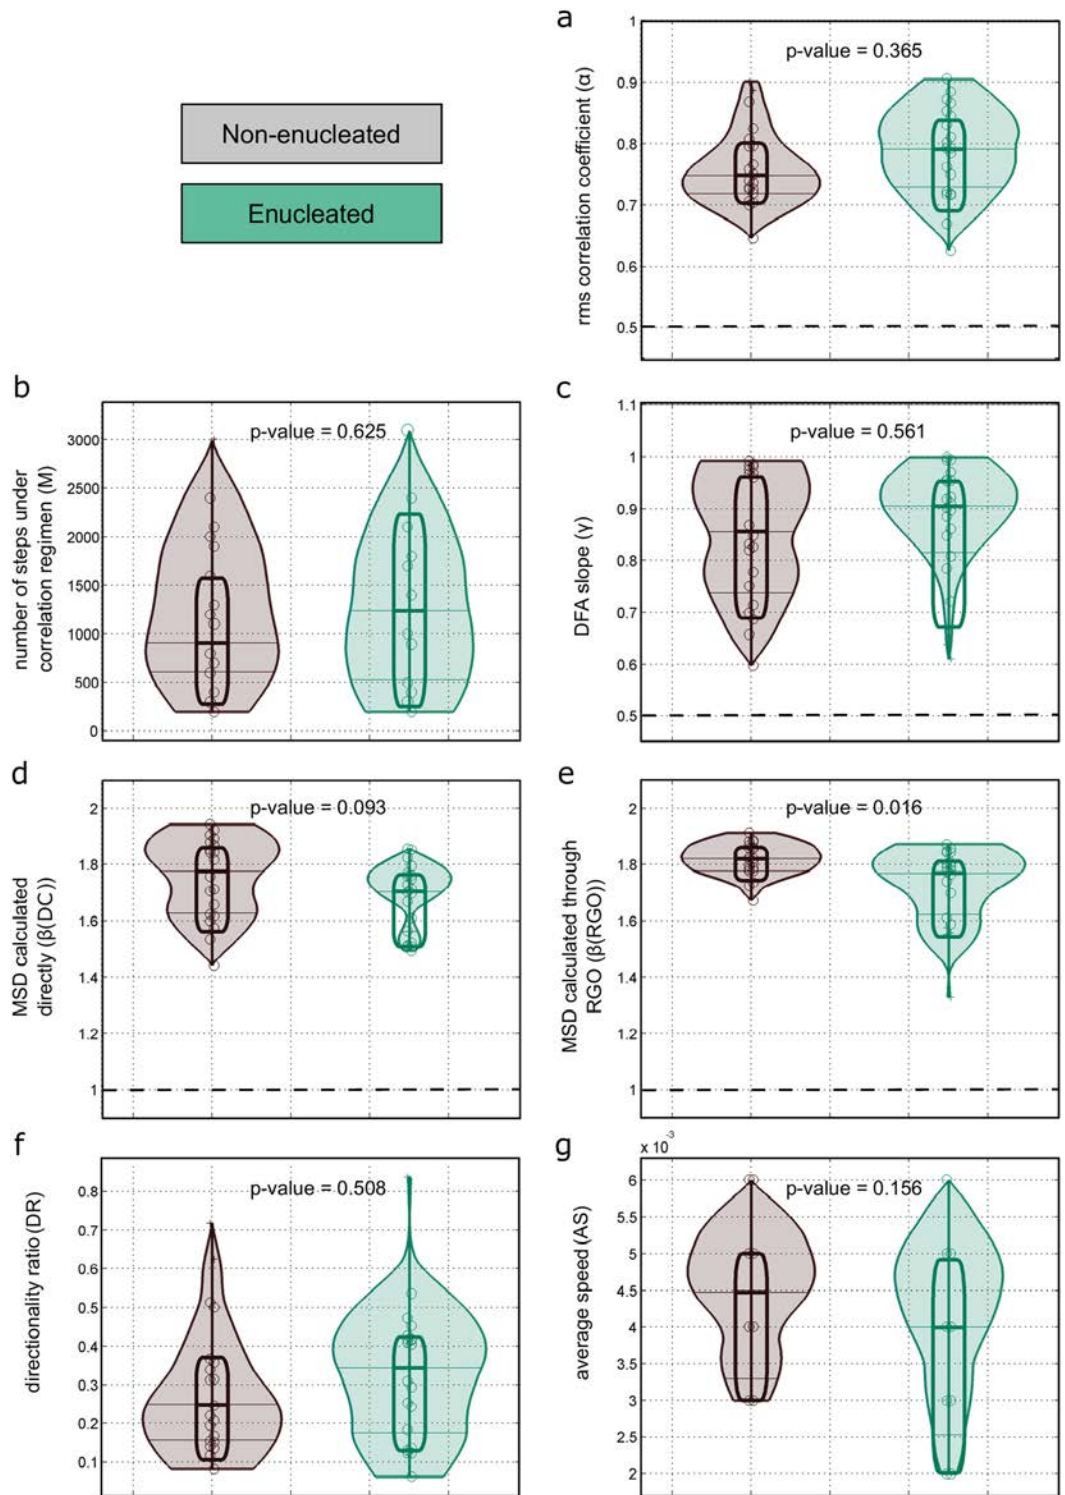 Non-enucleated
Enucleated
a
p-value = 0.365
rms correlation coefficient (α)
1
0.9
0.8
0.7
0.6
0.5
b
p-value = 0.625
number of steps under
correlation regimen (M)
3000
2500
2000
1500
1000
500
0
c
p-value = 0.561
DFA slope (γ)
1.1
1
0.9
0.8
0.7
0.6
0.5
d
p-value = 0.093
MSD calculated
directly (β(DC))
2
1.8
1.6
1.4
1.2
1
e
p-value = 0.016
MSD calculated through
RGO (β(RGO))
2
1.8
1.6
1.4
1.2
1
f
p-value = 0.508
directionality ratio (DR)
0.8
0.7
0.6
0.5
0.4
0.3
0.2
0.1
g
x 10⁻³
p-value = 0.156
average speed (AS)
6
5.5
5
4.5
4
3.5
3
2.5
2